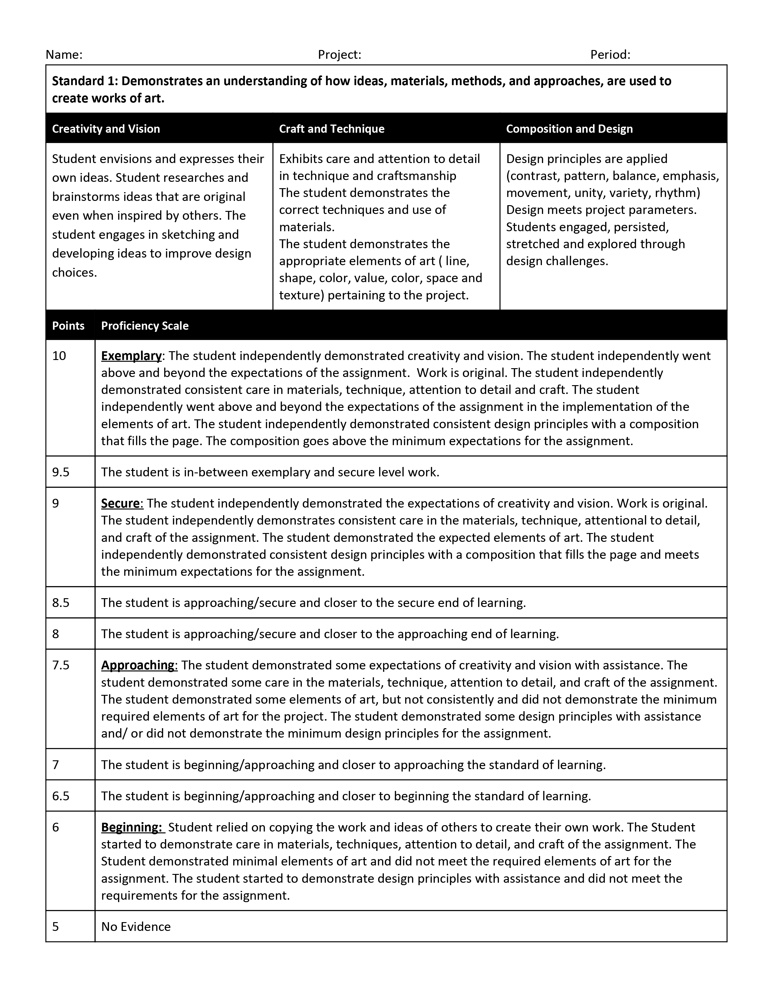 Name: Project: Period:
Standard 1: Demonstrates an understanding of how ideas, materials, methods, and approaches, are used to
create works of art.
Creativity and Vision Craft and Technique Composition and Design
Student envisions and expresses their
own ideas. Student researches and
brainstorms ideas that are original
even when inspired by others. The
student engages in sketching and
developing ideas to improve design
choices.
Exhibits care and attention to detail
in technique and craftsmanship
The student demonstrates the
correct techniques and use of
materials.
The student demonstrates the
appropriate elements of art ( line,
shape, color, value, color, space and
texture) pertaining to the project.
Design principles are applied
(contrast, pattern, balance, emphasis,
movement, unity, variety, rhythm)
Design meets project parameters.
Students engaged, persisted,
stretched and explored through
design challenges.
Points Proficiency Scale
10 Exemplary: The student independently demonstrated creativity and vision. The student independently went
above and beyond the expectations of the assignment.  Work is original. The student independently
demonstrated consistent care in materials, technique, attention to detail and craft. The student
independently went above and beyond the expectations of the assignment in the implementation of the
elements of art. The student independently demonstrated consistent design principles with a composition
that fills the page. The composition goes above the minimum expectations for the assignment.
9.5 The student is in-between exemplary and secure level work.
9 Secure: The student independently demonstrated the expectations of creativity and vision. Work is original.
The student independently demonstrates consistent care in the materials, technique, attentional to detail,
and craft of the assignment. The student demonstrated the expected elements of art. The student
independently demonstrated consistent design principles with a composition that fills the page and meets
the minimum expectations for the assignment.
8.5 The student is approaching/secure and closer to the secure end of learning.
8 The student is approaching/secure and closer to the approaching end of learning.
7.5 Approaching: The student demonstrated some expectations of creativity and vision with assistance. The
student demonstrated some care in the materials, technique, attention to detail, and craft of the assignment.
The student demonstrated some elements of art, but not consistently and did not demonstrate the minimum
required elements of art for the project. The student demonstrated some design principles with assistance
and/ or did not demonstrate the minimum design principles for the assignment.
7 The student is beginning/approaching and closer to approaching the standard of learning.
6.5 The student is beginning/approaching and closer to beginning the standard of learning.
6 Beginning:  Student relied on copying the work and ideas of others to create their own work. The Student
started to demonstrate care in materials, techniques, attention to detail, and craft of the assignment. The
Student demonstrated minimal elements of art and did not meet the required elements of art for the
assignment. The student started to demonstrate design principles with assistance and did not meet the
requirements for the assignment.
5 No Evidence